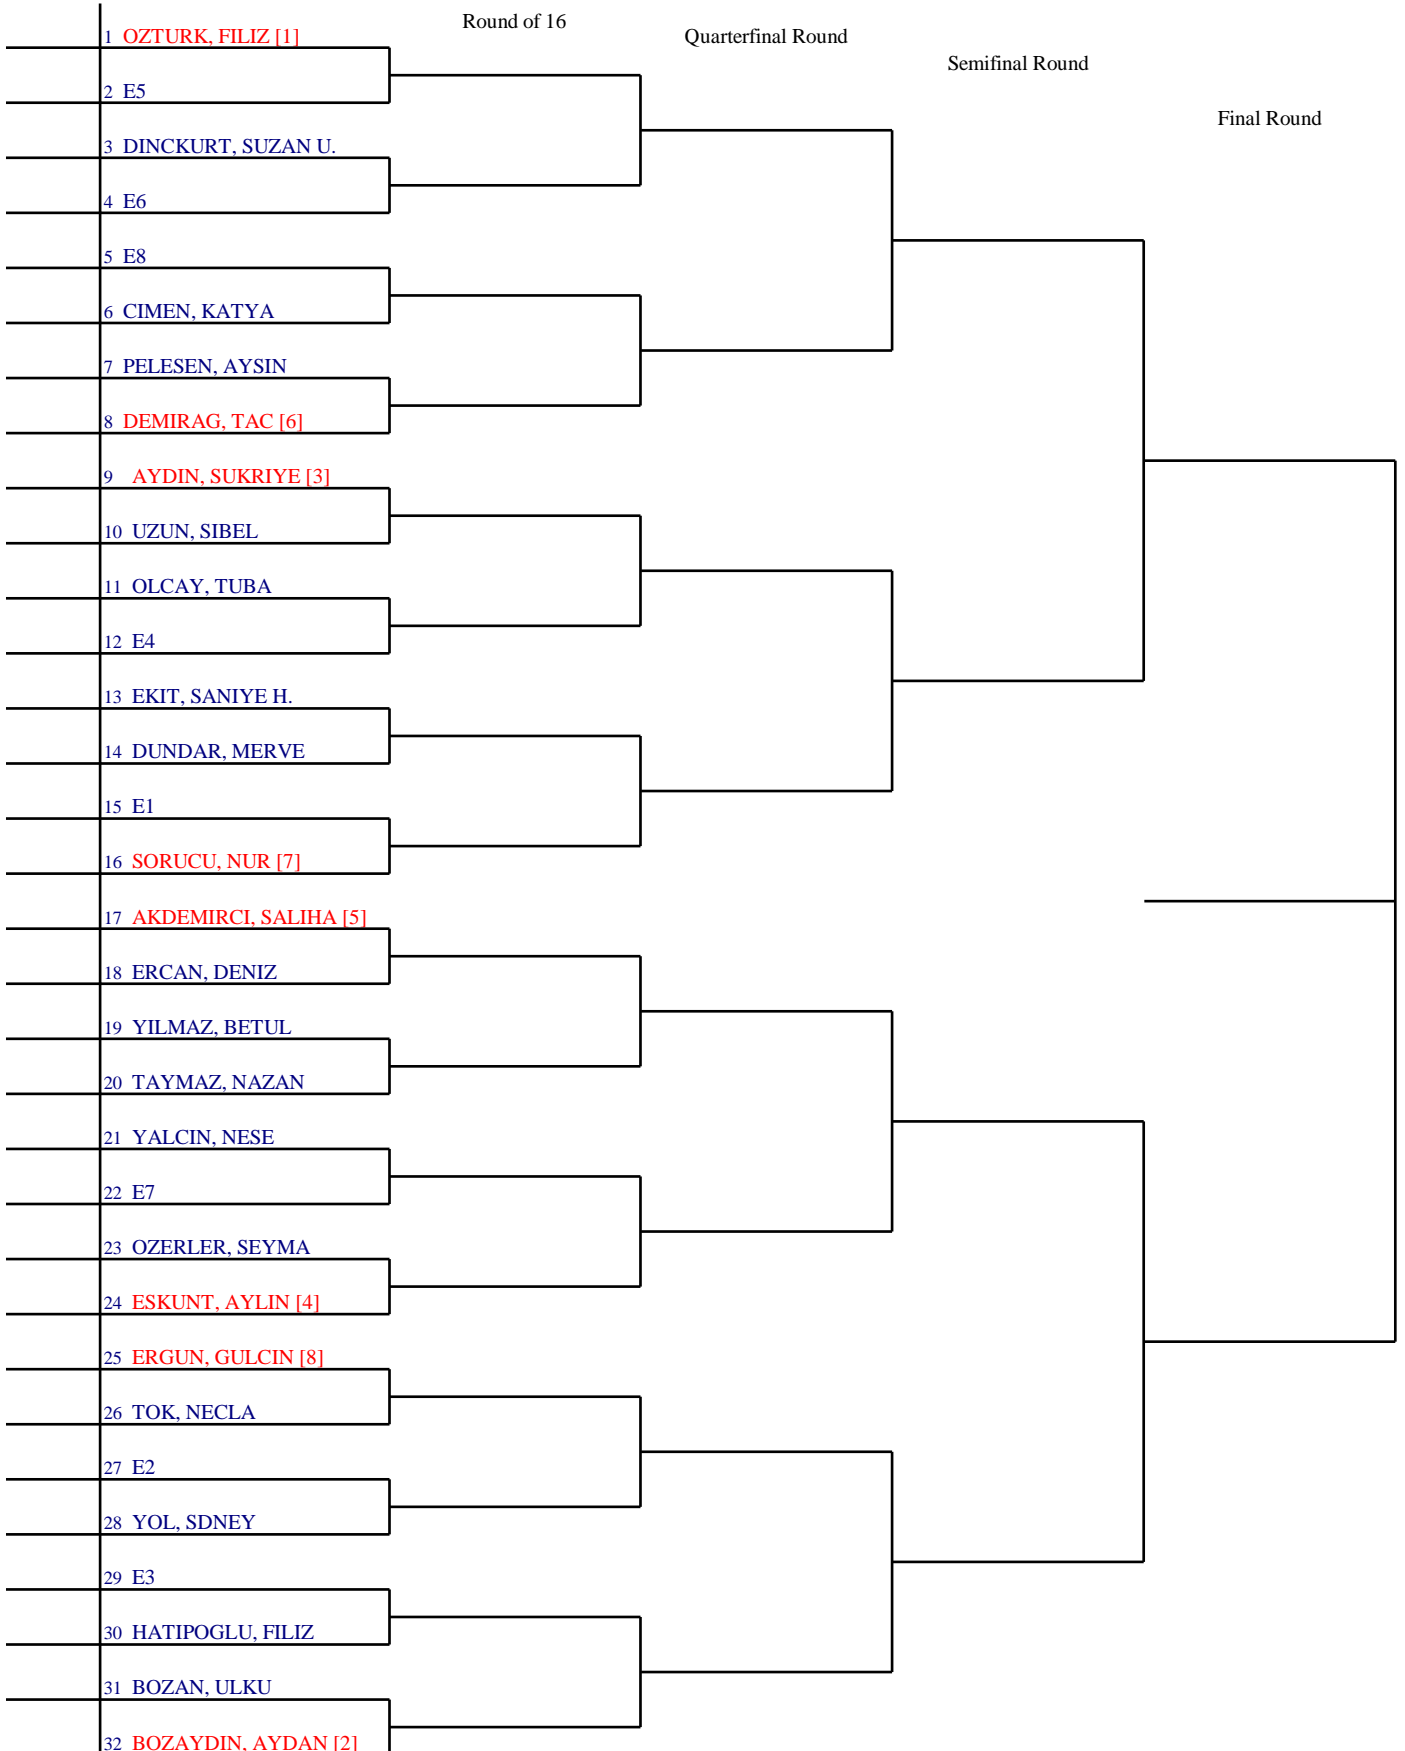 Round of 16
Quarterfinal Round
Semifinal Round
Final Round
1 OZTURK, FILIZ [1]
2 E5
3 DINCKURT, SUZAN U.
4 E6
5 E8
6 CIMEN, KATYA
7 PELESEN, AYSIN
8 DEMIRAG, TAC [6]
9 AYDIN, SUKRIYE [3]
10 UZUN, SIBEL
11 OLCAY, TUBA
12 E4
13 EKIT, SANIYE H.
14 DUNDAR, MERVE
15 E1
16 SORUCU, NUR [7]
17 AKDEMIRCI, SALIHA [5]
18 ERCAN, DENIZ
19 YILMAZ, BETUL
20 TAYMAZ, NAZAN
21 YALCIN, NESE
22 E7
23 OZERLER, SEYMA
24 ESKUNT, AYLIN [4]
25 ERGUN, GULCIN [8]
26 TOK, NECLA
27 E2
28 YOL, SDNEY
29 E3
30 HATIPOGLU, FILIZ
31 BOZAN, ULKU
32 BOZAYDIN, AYDAN [2]